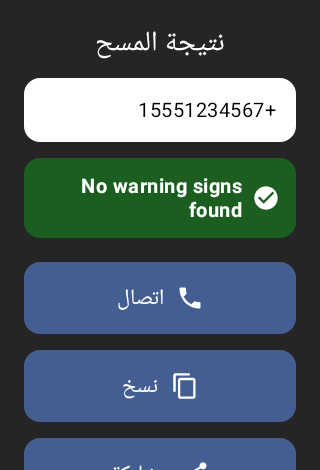 نتيجة المسح
15551234567+
No warning signs
found
اتصال
نسخ